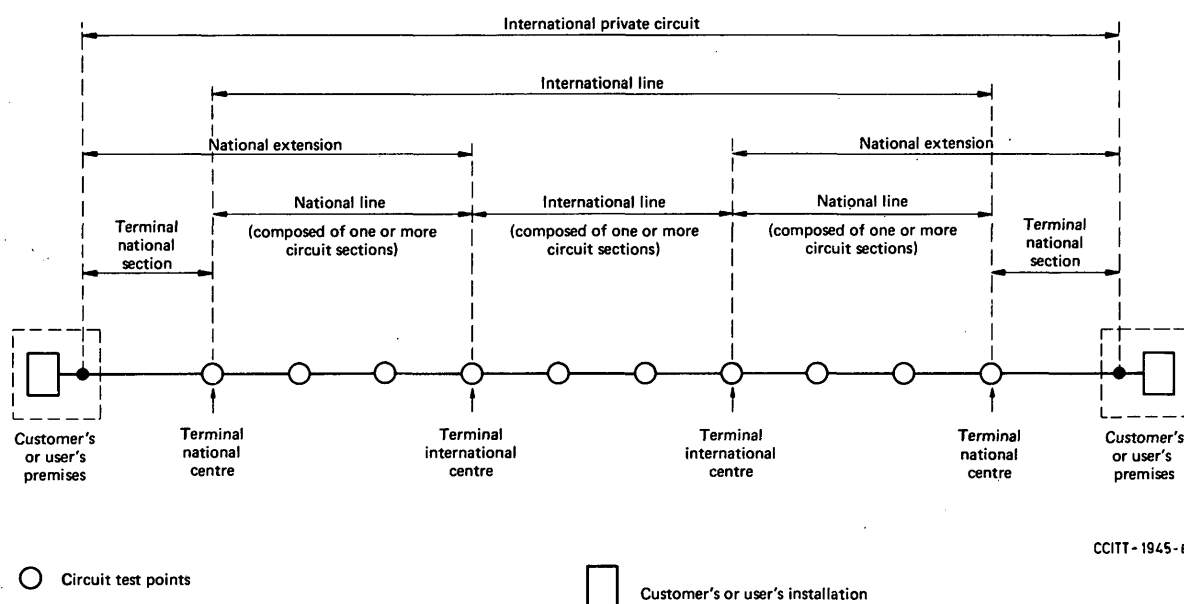 International private circuit
International line
National extension
National extension
National line
International line
National line
Terminal
national
section
(composed of one or more
circuit sections)
(composed of one or more
circuit sections)
(composed of one or more
circuit sections)
Terminal
national
section
Customer's
or user's
premises
Terminal
national
centre
Terminal
international
centre
Terminal
international
centre
Terminal
national
centre
Customer's
or user's
premises
CCITT-1945-
Circuit test points
Customer's or user's installation